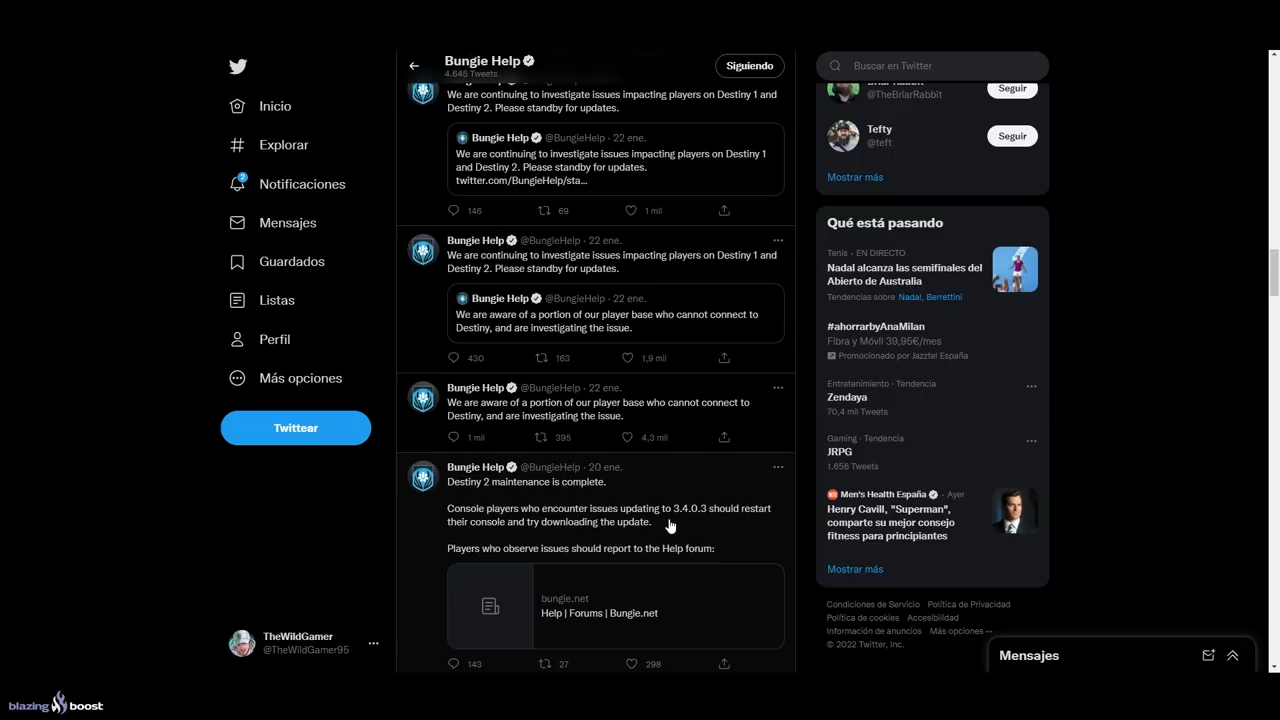 Inicio
Explorar
2
Notificaciones
Mensajes
Guardados
Listas
Perfil
Más opciones
Twittear
TheWildGamer
@TheWildGamer95
Bungie Help
4.645 Tweets
Siguiendo
We are continuing to investigate issues impacting players on Destiny 1 and
Destiny 2. Please standby for updates.
Bungie Help @BungieHelp · 22 ene.
We are continuing to investigate issues impacting players on Destiny 1
and Destiny 2. Please standby for updates.
twitter.com/BungieHelp/sta...
146 69 1 mil
Bungie Help @BungieHelp · 22 ene.
We are continuing to investigate issues impacting players on Destiny 1 and
Destiny 2. Please standby for updates.
Bungie Help @BungieHelp · 22 ene.
We are aware of a portion of our player base who cannot connect to
Destiny, and are investigating the issue.
430 163 1,9 mil
Bungie Help @BungieHelp · 22 ene.
We are aware of a portion of our player base who cannot connect to
Destiny, and are investigating the issue.
1 mil 395 4,3 mil
Bungie Help @BungieHelp · 20 ene.
Destiny 2 maintenance is complete.
Console players who encounter issues updating to 3.4.0.3 should restart
their console and try downloading the update.
Players who observe issues should report to the Help forum:
bungie.net
Help | Forums | Bungie.net
143 27 298
Buscar en Twitter
@TheBriarRabbit
Seguir
Tefty
@teft
Seguir
Mostrar más
Qué está pasando
Tenis · EN DIRECTO
Nadal alcanza las semifinales del
Abierto de Australia
Tendencias sobre Nadal, Berrettini
#ahorrarbyAnaMilan
Fibra y Móvil 39,95€/mes
Promocionado por Jazztel España
Entretenimiento · Tendencia
Zendaya
70,4 mil Tweets
Gaming · Tendencia
JRPG
1.656 Tweets
Men's Health España · Ayer
Henry Cavill, "Superman",
comparte su mejor consejo
fitness para principiantes
Mostrar más
Condiciones de Servicio Política de Privacidad
Política de cookies Accesibilidad
Información de anuncios Más opciones ···
© 2022 Twitter, Inc.
Mensajes
blazing boost